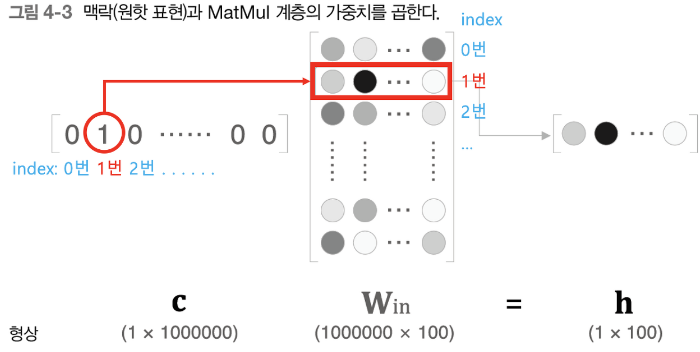 그림 4-3 맥락(원핫 표현)과 MatMul 계층의 가중치를 곱한다.
index
0번
1번
2번
...
[ 0 1 0 ⋯⋯ 0 0 ]
index: 0번 1번 2번 . . . . . .
c W_in = h
형상 (1 × 1000000) (1000000 × 100) (1 × 100)